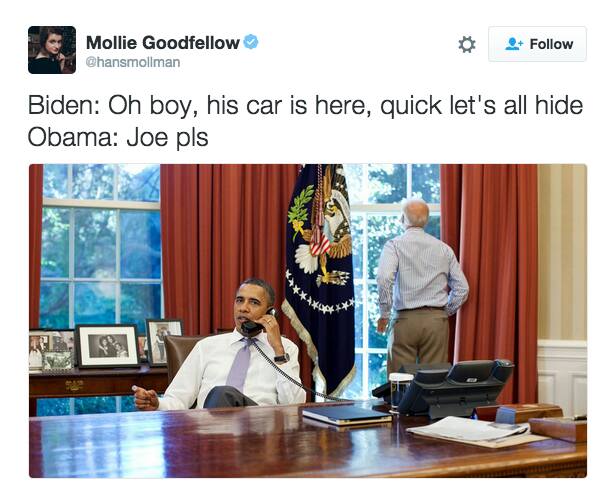 Mollie Goodfellow
@hansmollman
Follow
Biden: Oh boy, his car is here, quick let's all hide
Obama: Joe pls